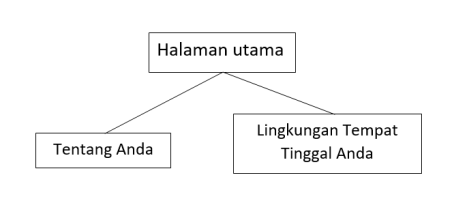 Halaman utama
Tentang Anda
Lingkungan Tempat
Tinggal Anda